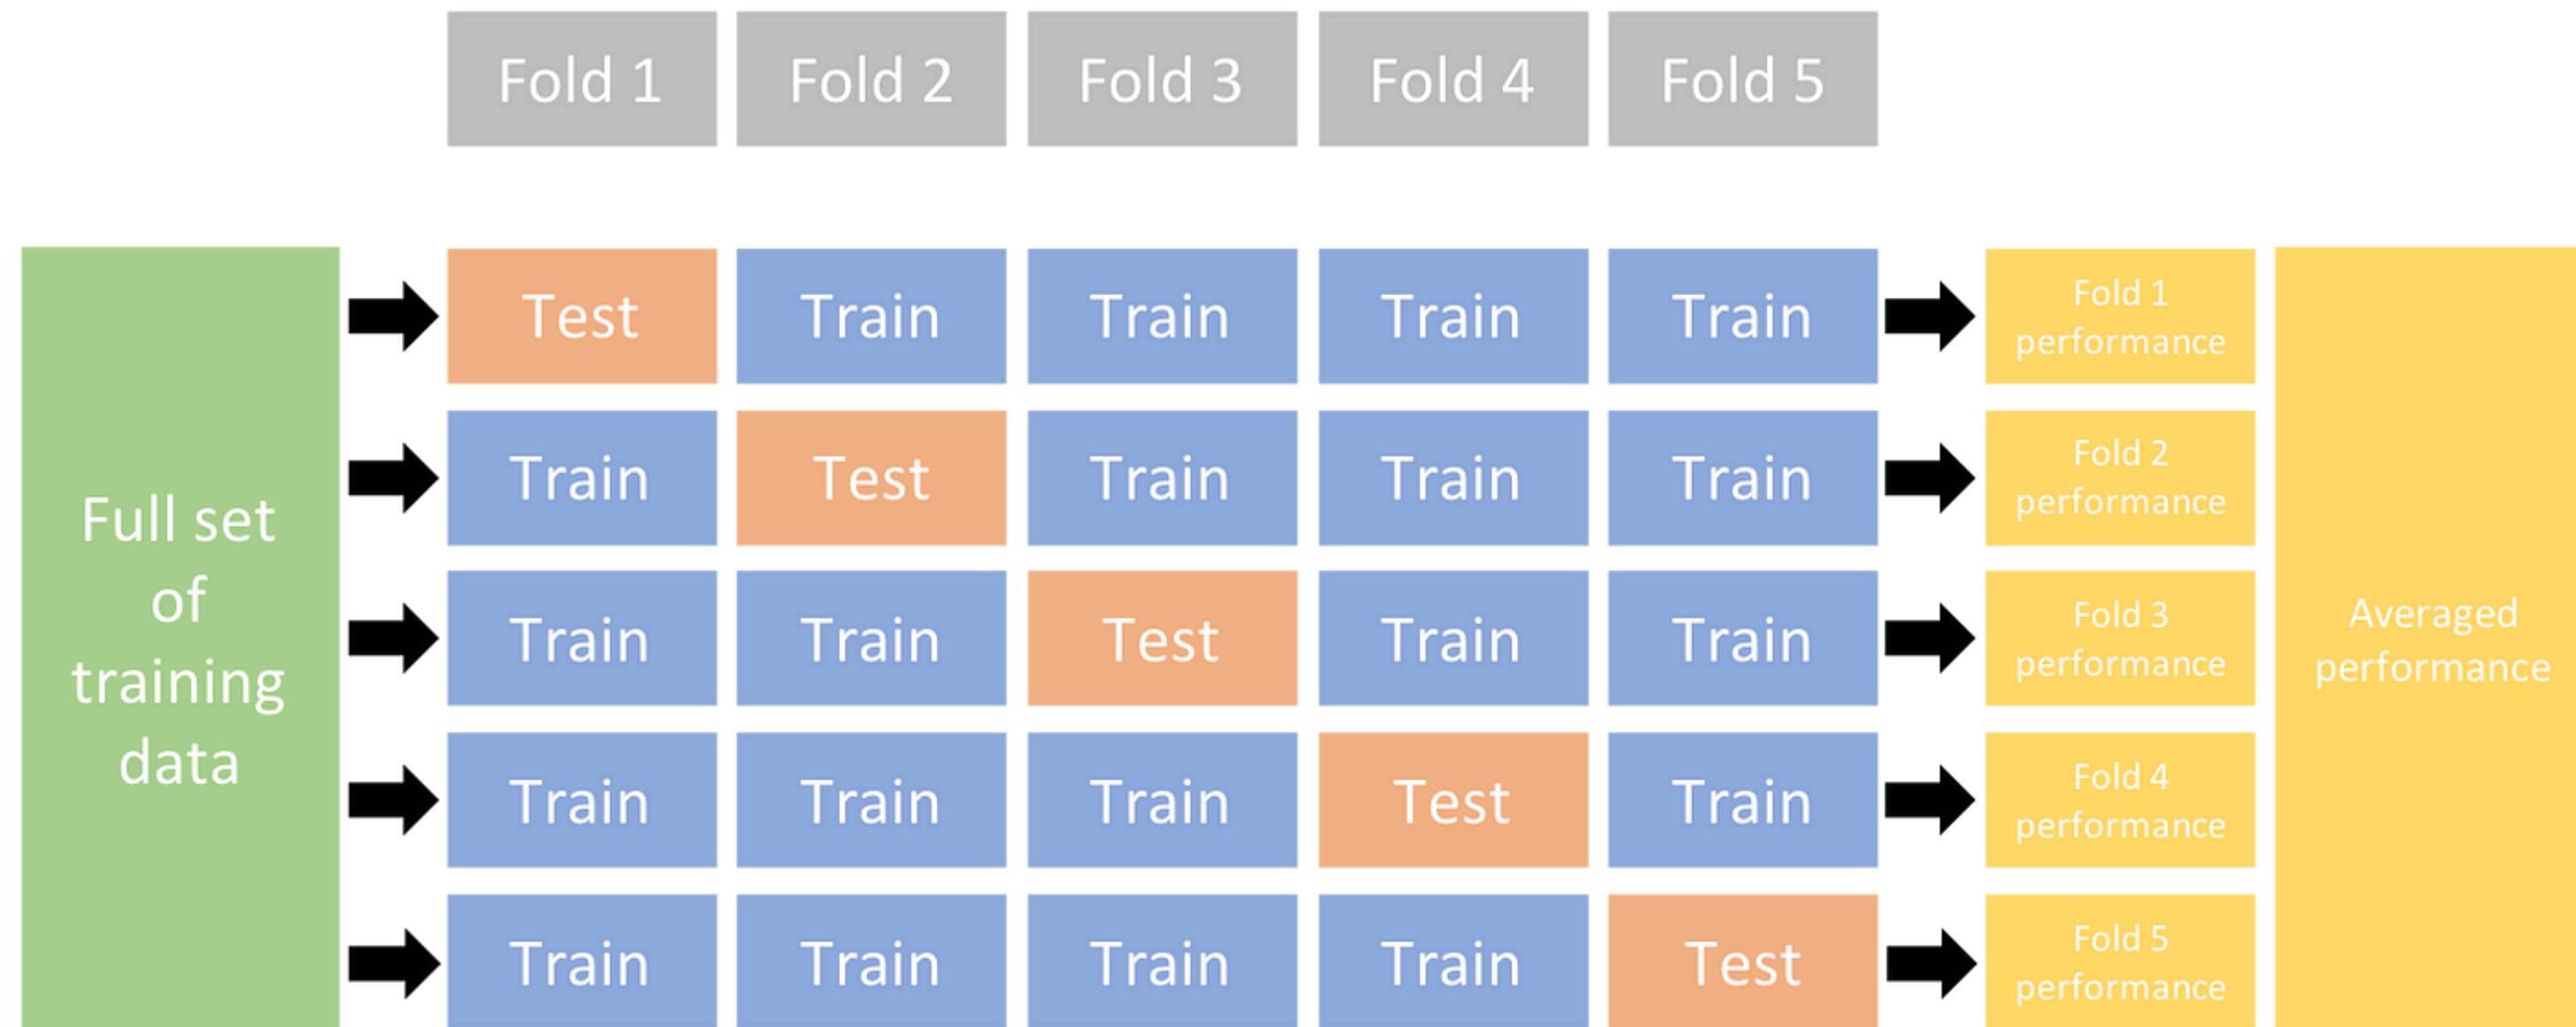 Fold 1
Fold 2
Fold 3
Fold 4
Fold 5
Full set
of
training
data
Test
Train
Train
Train
Train
Fold 1
performance
Train
Test
Train
Train
Train
Fold 2
performance
Train
Train
Test
Train
Train
Fold 3
performance
Train
Train
Train
Test
Train
Fold 4
performance
Train
Train
Train
Train
Test
Fold 5
performance
Averaged
performance